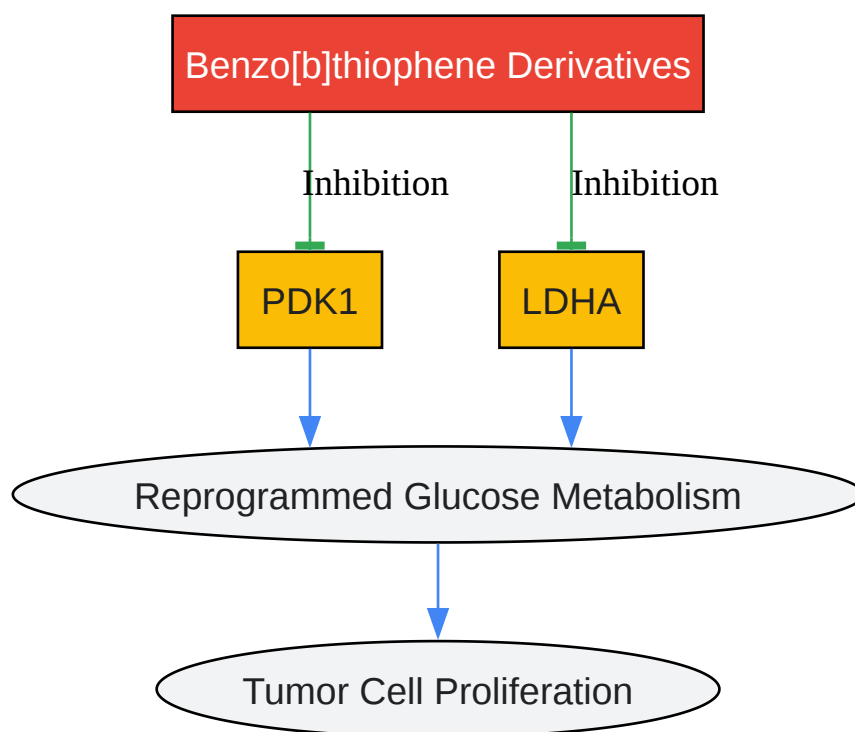 Benzo[b]thiophene Derivatives
Inhibition Inhibition
PDK1 LDHA
Reprogrammed Glucose Metabolism
Tumor Cell Proliferation